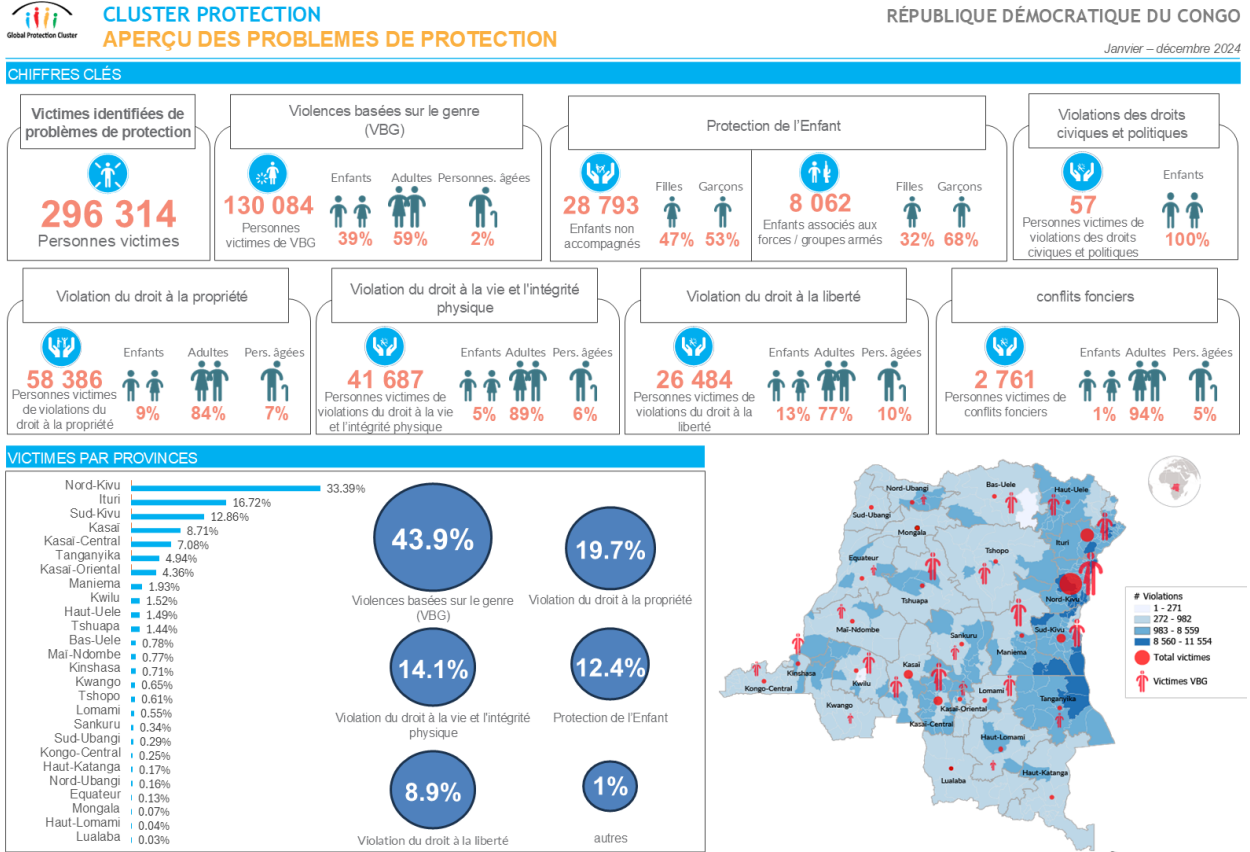 Global Protection Cluster
CLUSTER PROTECTION
APERÇU DES PROBLEMES DE PROTECTION
RÉPUBLIQUE DÉMOCRATIQUE DU CONGO
Janvier – décembre 2024
CHIFFRES CLÉS
Victimes identifiées de
problèmes de protection
296 314
Personnes victimes
Violences basées sur le genre
(VBG)
130 084
Personnes
victimes de VBG
Enfants Adultes Personnes. âgées
39% 59% 2%
Protection de l'Enfant
28 793
Enfants non
accompagnés
Filles Garçons
47% 53%
8 062
Enfants associés aux
forces / groupes armés
Filles Garçons
32% 68%
Violations des droits
civiques et politiques
57
Personnes victimes de
violations des droits
civiques et politiques
Enfants
100%
Violation du droit à la propriété
58 386
Personnes victimes
de violations du
droit à la propriété
Enfants Adultes Pers. âgées
9% 84% 7%
Violation du droit à la vie et l'intégrité
physique
41 687
Personnes victimes de
violations du droit à la vie
et l'intégrité physique
Enfants Adultes Pers. âgées
5% 89% 6%
Violation du droit à la liberté
26 484
Personnes victimes de
violations du droit à la
liberté
Enfants Adultes Pers. âgées
13% 77% 10%
conflits fonciers
2 761
Personnes victimes de
conflits fonciers
Enfants Adultes Pers. âgées
1% 94% 5%
VICTIMES PAR PROVINCES
Nord-Kivu 33.39%
Ituri 16.72%
Sud-Kivu 12.86%
Kasaï 8.71%
Kasaï-Central 7.08%
Tanganyika 4.94%
Kasaï-Oriental 4.36%
Maniema 1.93%
Kwilu 1.52%
Haut-Uele 1.49%
Tshuapa 1.44%
Bas-Uele 0.78%
Maï-Ndombe 0.77%
Kinshasa 0.71%
Kwango 0.65%
Tshopo 0.61%
Lomami 0.55%
Sankuru 0.34%
Sud-Ubangi 0.29%
Kongo-Central 0.25%
Haut-Katanga 0.17%
Nord-Ubangi 0.16%
Equateur 0.13%
Mongala 0.07%
Haut-Lomami 0.04%
Lualaba 0.03%
43.9%
Violences basées sur le genre
(VBG)
19.7%
Violation du droit à la propriété
14.1%
Violation du droit à la vie et l'intégrité
physique
12.4%
Protection de l'Enfant
8.9%
Violation du droit à la liberté
1%
autres
Nord-Ubangi
Bas-Uele
Haut-Uele
Sud-Ubangi
Mongala
Ituri
Equateur
Tshopo
Tshuapa
Nord-Kivu
Maï-Ndombe
Sankuru
Sud-Kivu
Maniema
Kinshasa
Kasaï
Kwilu
Kongo-Central
Lomami
Kwango
Kasaï-Oriental
Tanganyika
Kasaï-Central
Haut-Lomami
Lualaba
Haut-Katanga
# Violations
1 - 271
272 - 982
983 - 8 559
8 560 - 11 554
Total victimes
Victimes VBG